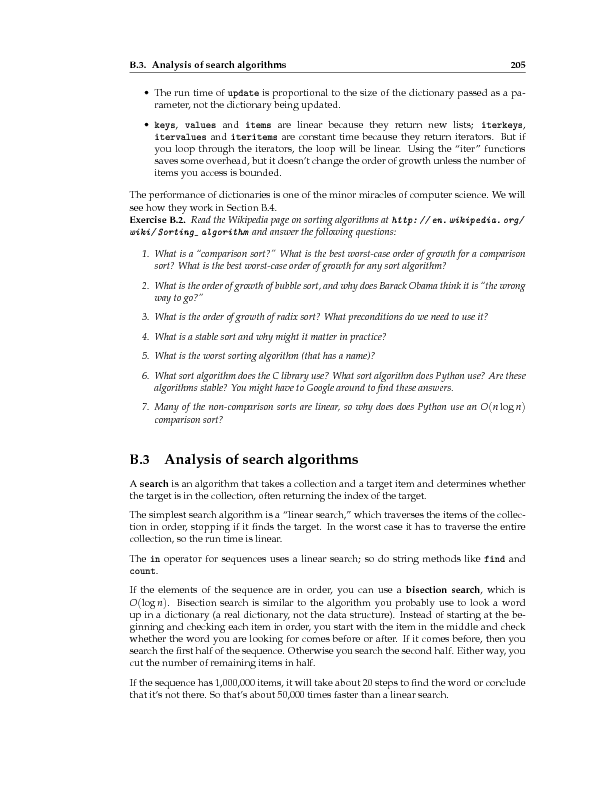 B.3. Analysis of search algorithms 205
• The run time of update is proportional to the size of the dictionary passed as a pa-
rameter, not the dictionary being updated.
• keys, values and items are linear because they return new lists; iterkeys,
itervalues and iteritems are constant time because they return iterators. But if
you loop through the iterators, the loop will be linear. Using the “iter” functions
saves some overhead, but it doesn’t change the order of growth unless the number of
items you access is bounded.
The performance of dictionaries is one of the minor miracles of computer science. We will
see how they work in Section B.4.
Exercise B.2. Read the Wikipedia page on sorting algorithms at http://en.wikipedia.org/
wiki/Sorting_algorithm and answer the following questions:
1. What is a “comparison sort?” What is the best worst-case order of growth for a comparison
sort? What is the best worst-case order of growth for any sort algorithm?
2. What is the order of growth of bubble sort, and why does Barack Obama think it is “the wrong
way to go?”
3. What is the order of growth of radix sort? What preconditions do we need to use it?
4. What is a stable sort and why might it matter in practice?
5. What is the worst sorting algorithm (that has a name)?
6. What sort algorithm does the C library use? What sort algorithm does Python use? Are these
algorithms stable? You might have to Google around to find these answers.
7. Many of the non-comparison sorts are linear, so why does does Python use an O(n log n)
comparison sort?
B.3 Analysis of search algorithms
A search is an algorithm that takes a collection and a target item and determines whether
the target is in the collection, often returning the index of the target.
The simplest search algorithm is a “linear search,” which traverses the items of the collec-
tion in order, stopping if it finds the target. In the worst case it has to traverse the entire
collection, so the run time is linear.
The in operator for sequences uses a linear search; so do string methods like find and
count.
If the elements of the sequence are in order, you can use a bisection search, which is
O(log n). Bisection search is similar to the algorithm you probably use to look a word
up in a dictionary (a real dictionary, not the data structure). Instead of starting at the be-
ginning and checking each item in order, you start with the item in the middle and check
whether the word you are looking for comes before or after. If it comes before, then you
search the first half of the sequence. Otherwise you search the second half. Either way, you
cut the number of remaining items in half.
If the sequence has 1,000,000 items, it will take about 20 steps to find the word or conclude
that it’s not there. So that’s about 50,000 times faster than a linear search.